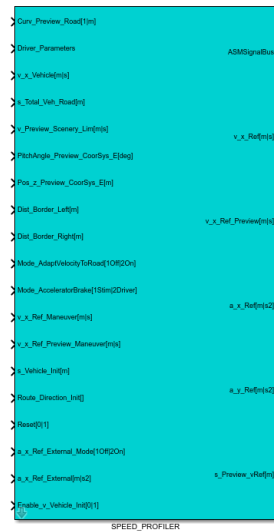 Curv_Preview_Road[1|m]
Driver_Parameters
ASMSignalBus
v_x_Vehicle[m|s]
s_Total_Veh_Road[m]
v_Preview_Scenery_Lim[m|s]
v_x_Ref[m|s]
PitchAngle_Preview_CoorSys_E[deg]
Pos_z_Preview_CoorSys_E[m]
Dist_Border_Left[m]
v_x_Ref_Preview[m|s]
Dist_Border_Right[m]
Mode_AdaptVelocityToRoad[1Off|2On]
Mode_AcceleratorBrake[1Stim|2Driver]
a_x_Ref[m|s2]
v_x_Ref_Maneuver[m|s]
v_x_Ref_Preview_Maneuver[m|s]
s_Vehicle_Init[m]
a_y_Ref[m|s2]
Route_Direction_Init[]
Reset[0|1]
a_x_Ref_External_Mode[1Off|2On]
s_Preview_vRef[m]
a_x_Ref_External[m|s2]
Enable_v_Vehicle_Init[0|1]
SPEED_PROFILER